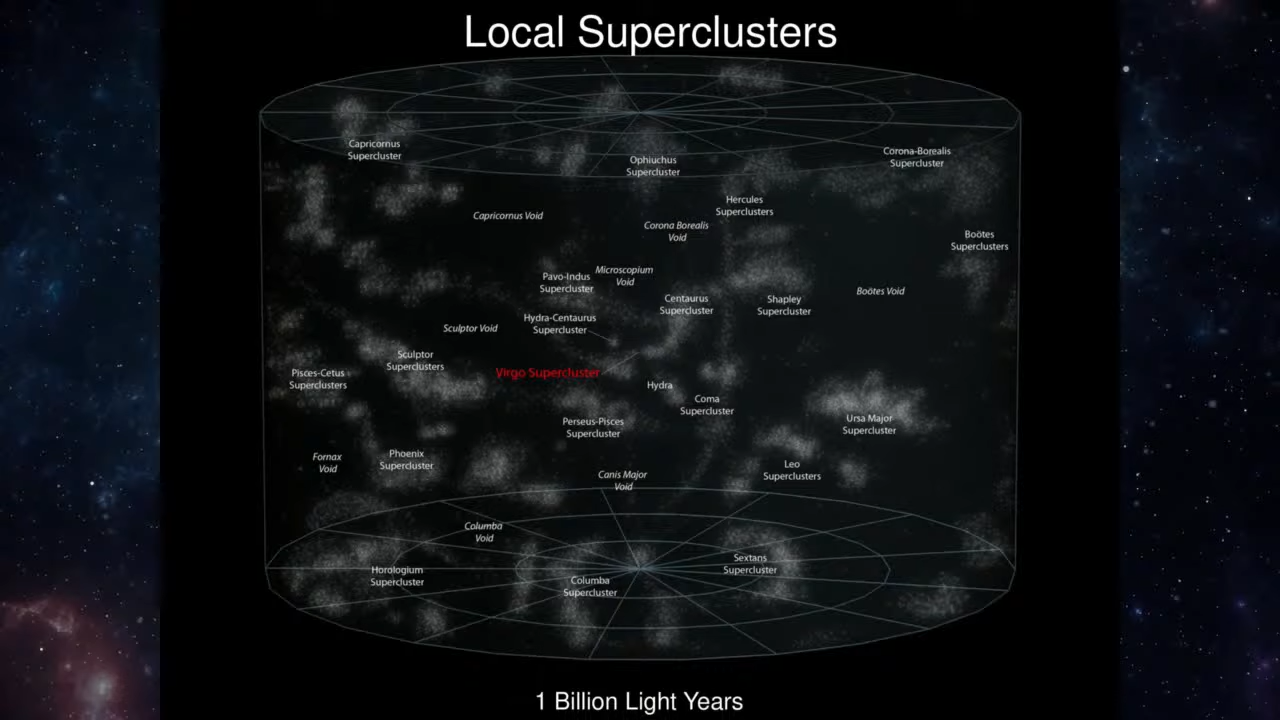 Local Superclusters
Capricornus
Supercluster
Ophiuchus
Supercluster
Corona-Borealis
Supercluster
Hercules
Superclusters
Capricornus Void
Corona Borealis
Void
Boötes
Superclusters
Pavo-Indus
Supercluster
Microscopium
Void
Centaurus
Supercluster
Shapley
Supercluster
Boötes Void
Hydra-Centaurus
Supercluster
Sculptor Void
Sculptor
Superclusters
Pisces-Cetus
Superclusters
Virgo Supercluster
Hydra
Coma
Supercluster
Perseus-Pisces
Supercluster
Ursa Major
Supercluster
Fornax
Void
Phoenix
Supercluster
Canis Major
Void
Leo
Superclusters
Columba
Void
Horologium
Supercluster
Columba
Supercluster
Sextans
Supercluster
1 Billion Light Years